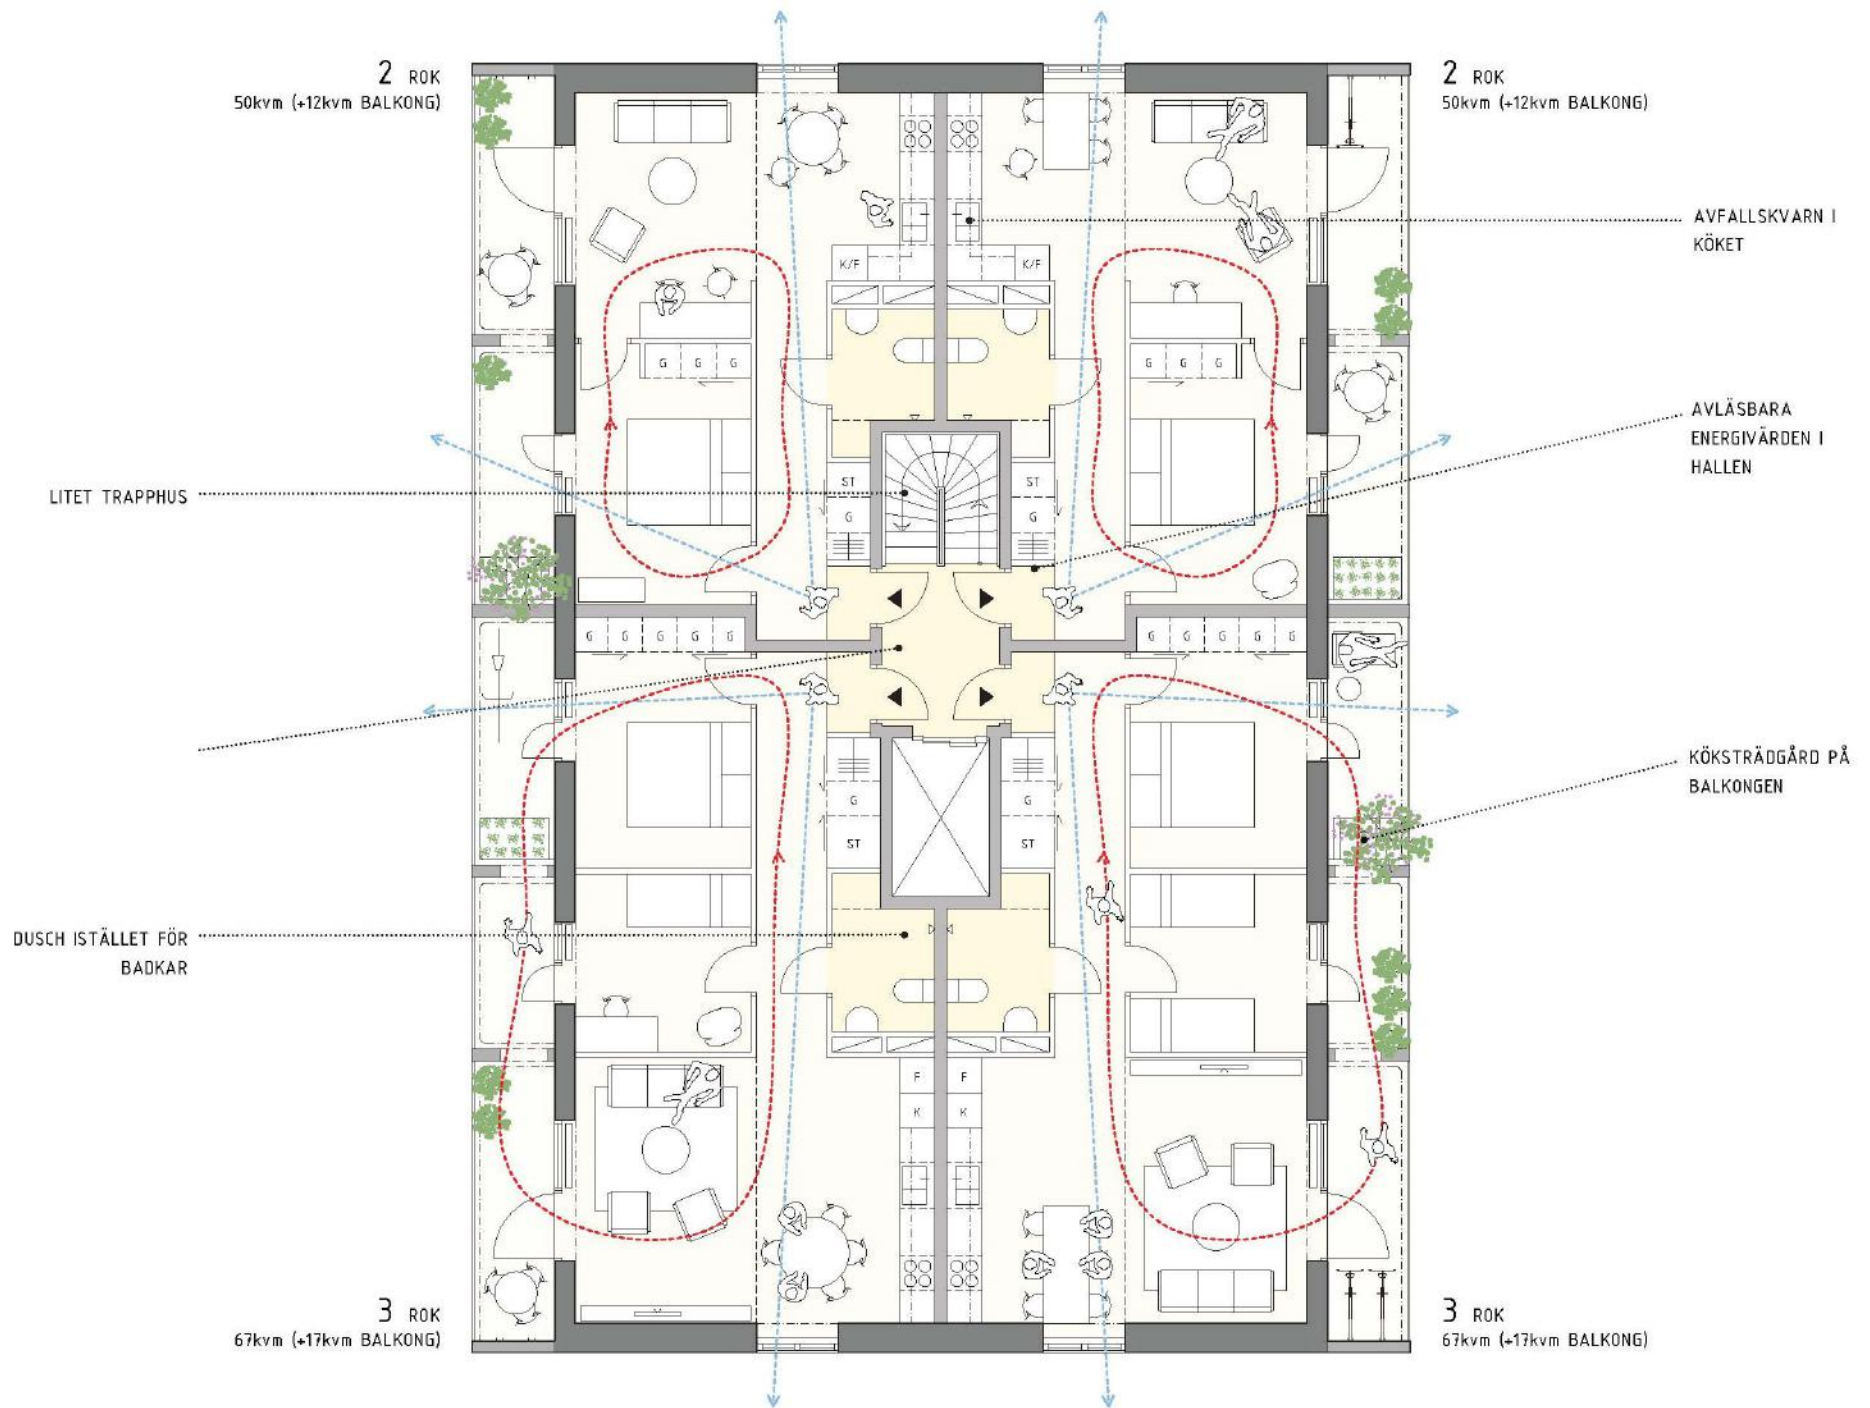 2 ROK
50kvm (+12kvm BALKONG)
2 ROK
50kvm (+12kvm BALKONG)
AVFALLSKVARN I
KÖKET
K/F
K/F
G G G
G G G
AVLÄSBARA
ENERGIVÄRDEN I
HALLEN
LITET TRAPPHUS
ST
ST
G
G
G G G G G
G G G G G
KÖKSTRÄDGÅRD PÅ
BALKONGEN
G
G
ST
ST
DUSCH ISTÄLLET FÖR
BADKAR
F
F
K
K
3 ROK
67kvm (+17kvm BALKONG)
3 ROK
67kvm (+17kvm BALKONG)